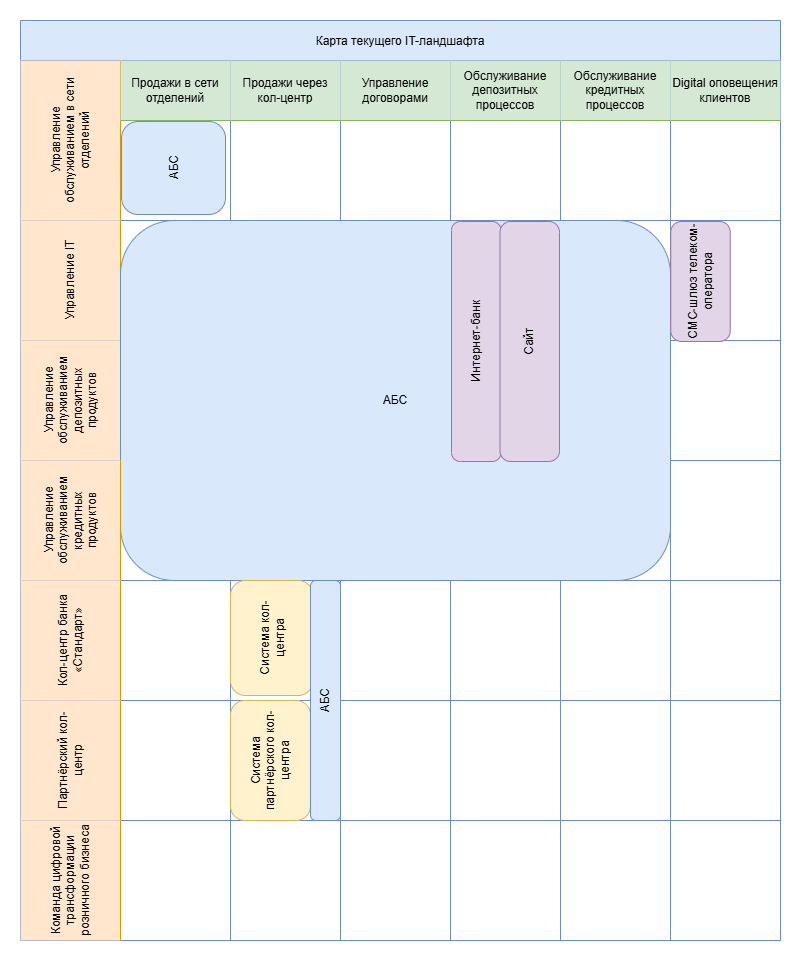 Карта текущего IT-ландшафта
Продажи в сети
отделений
Продажи через
кол-центр
Управление
договорами
Обслуживание
депозитных
процессов
Обслуживание
кредитных
процессов
Digital оповещения
клиентов
Управление
обслуживанием в сети
отделений
АБС
Управление IT
АБС
Интернет-банк
Сайт
СМС-шлюз телеком-
оператора
Управление
обслуживанием
депозитных
продуктов
Управление
обслуживанием
кредитных
продуктов
Кол-центр банка
«Стандарт»
Система кол-
центра
АБС
Партнёрский кол-
центр
Система
партнёрского кол-
центра
Команда цифровой
трансформации
розничного бизнеса